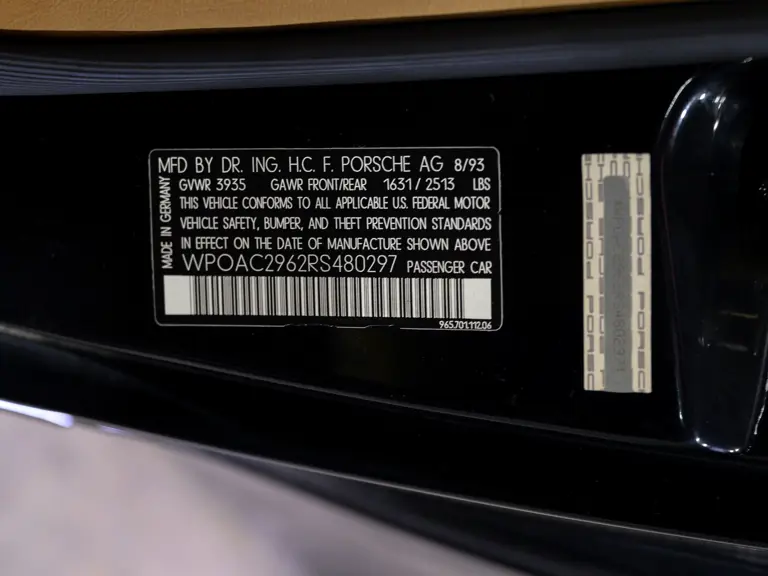 MFD BY DR. ING. H.C. F. PORSCHE AG 8/93
GVWR 3935 GAWR FRONT/REAR 1631/2513 LBS
THIS VEHICLE CONFORMS TO ALL APPLICABLE U.S. FEDERAL MOTOR
VEHICLE SAFETY, BUMPER, AND THEFT PREVENTION STANDARDS
IN EFFECT ON THE DATE OF MANUFACTURE SHOWN ABOVE
WPOAC2962RS480297 PASSENGER CAR
965.701.112.06
MADE IN GERMANY
PORSCHE